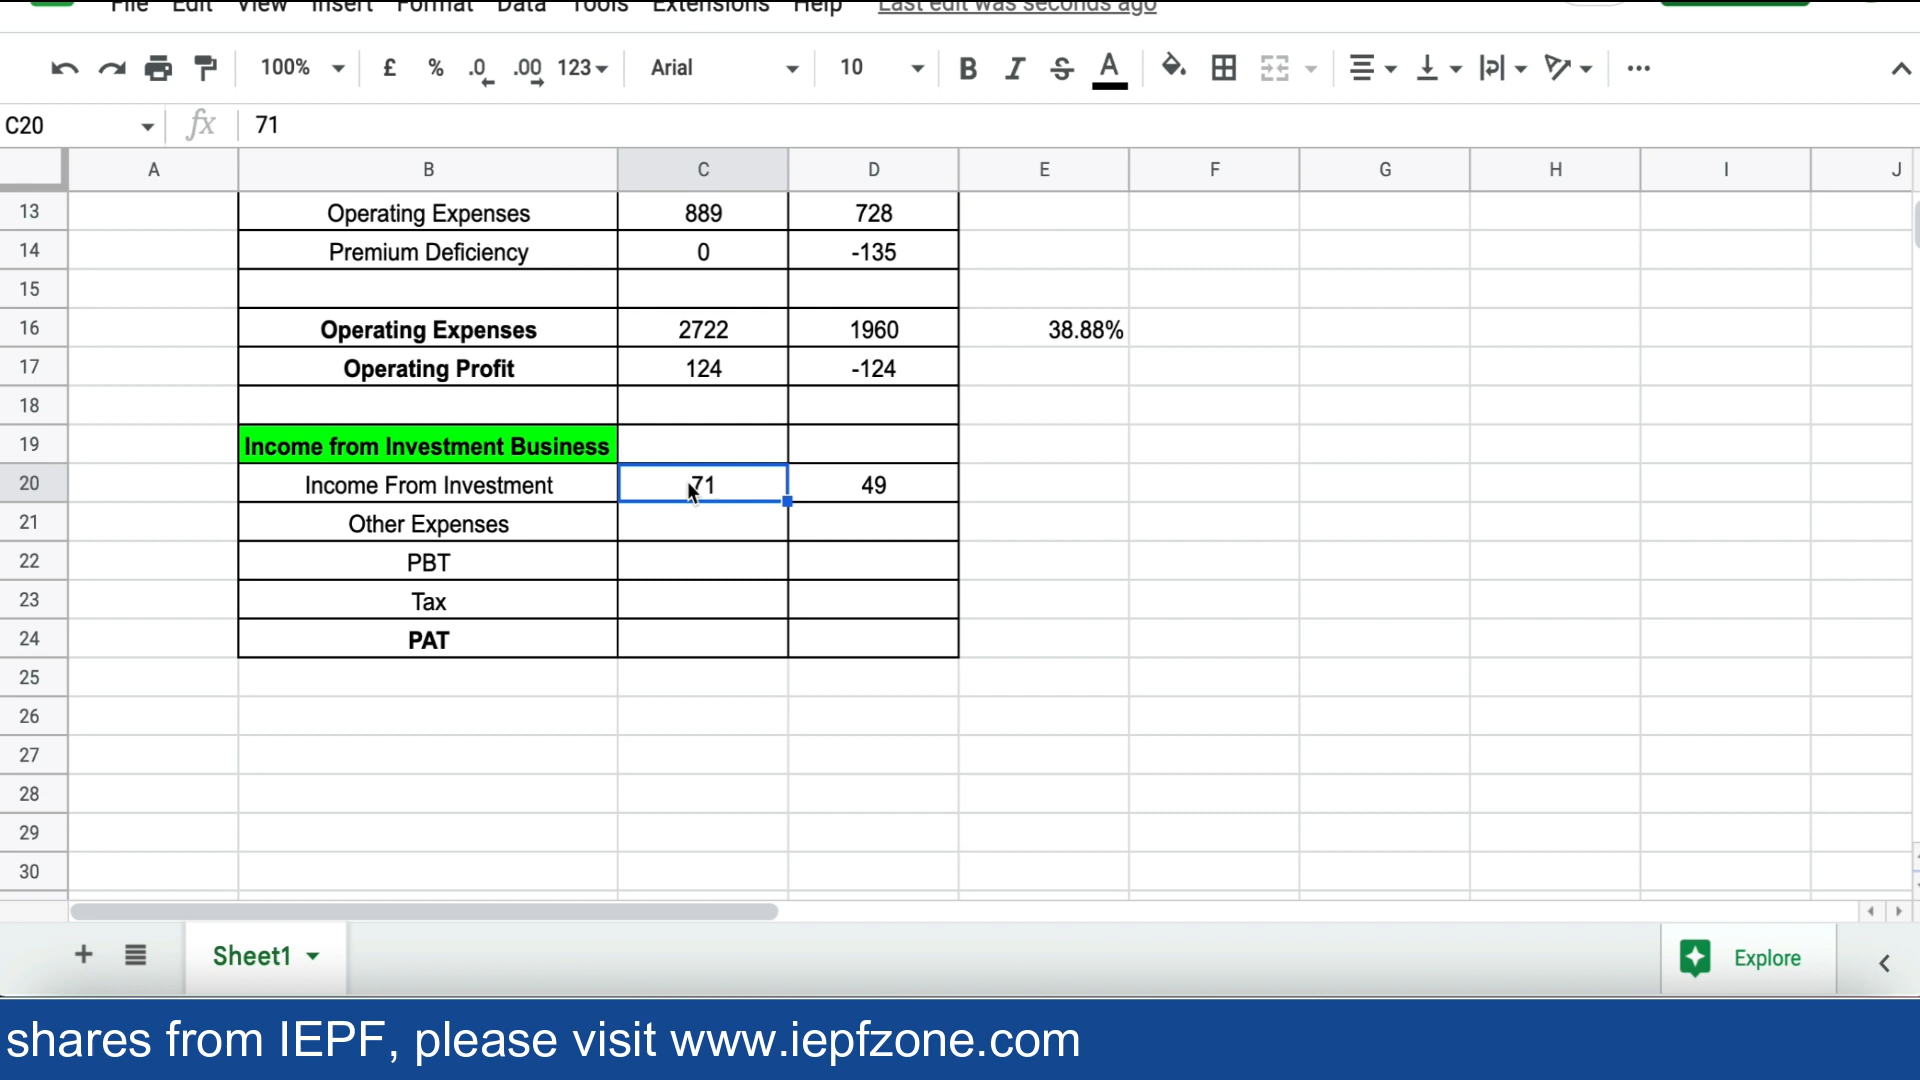 File Edit View Insert Format Data Tools Extensions Help Last edit was seconds ago
100% £ % .0 .00 123 Arial 10 B I S A
C20 fx 71
A B C D E F G H I J
13 Operating Expenses 889 728
14 Premium Deficiency 0 -135
15
16 Operating Expenses 2722 1960 38.88%
17 Operating Profit 124 -124
18
19 Income from Investment Business
20 Income From Investment 71 49
21 Other Expenses
22 PBT
23 Tax
24 PAT
25
26
27
28
29
30
Sheet1 Explore
shares from IEPF, please visit www.iepfzone.com